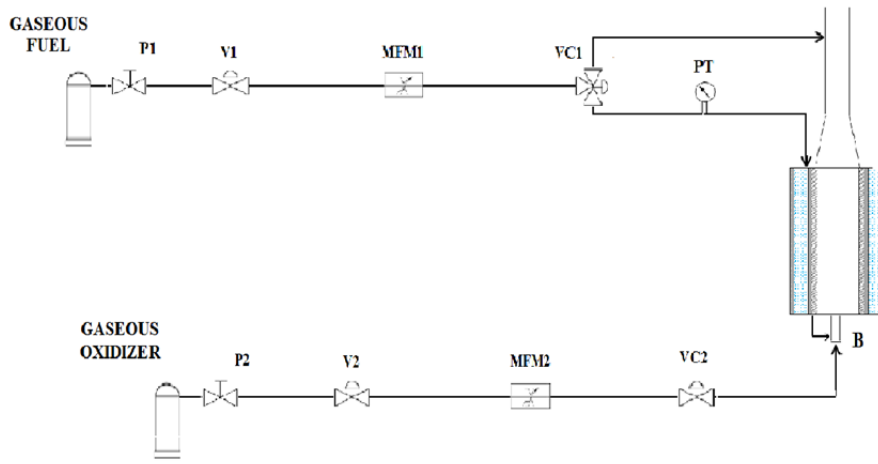 GASEOUS
FUEL
P1
V1
MFM1
VC1
PT
GASEOUS
OXIDIZER
P2
V2
MFM2
VC2
B